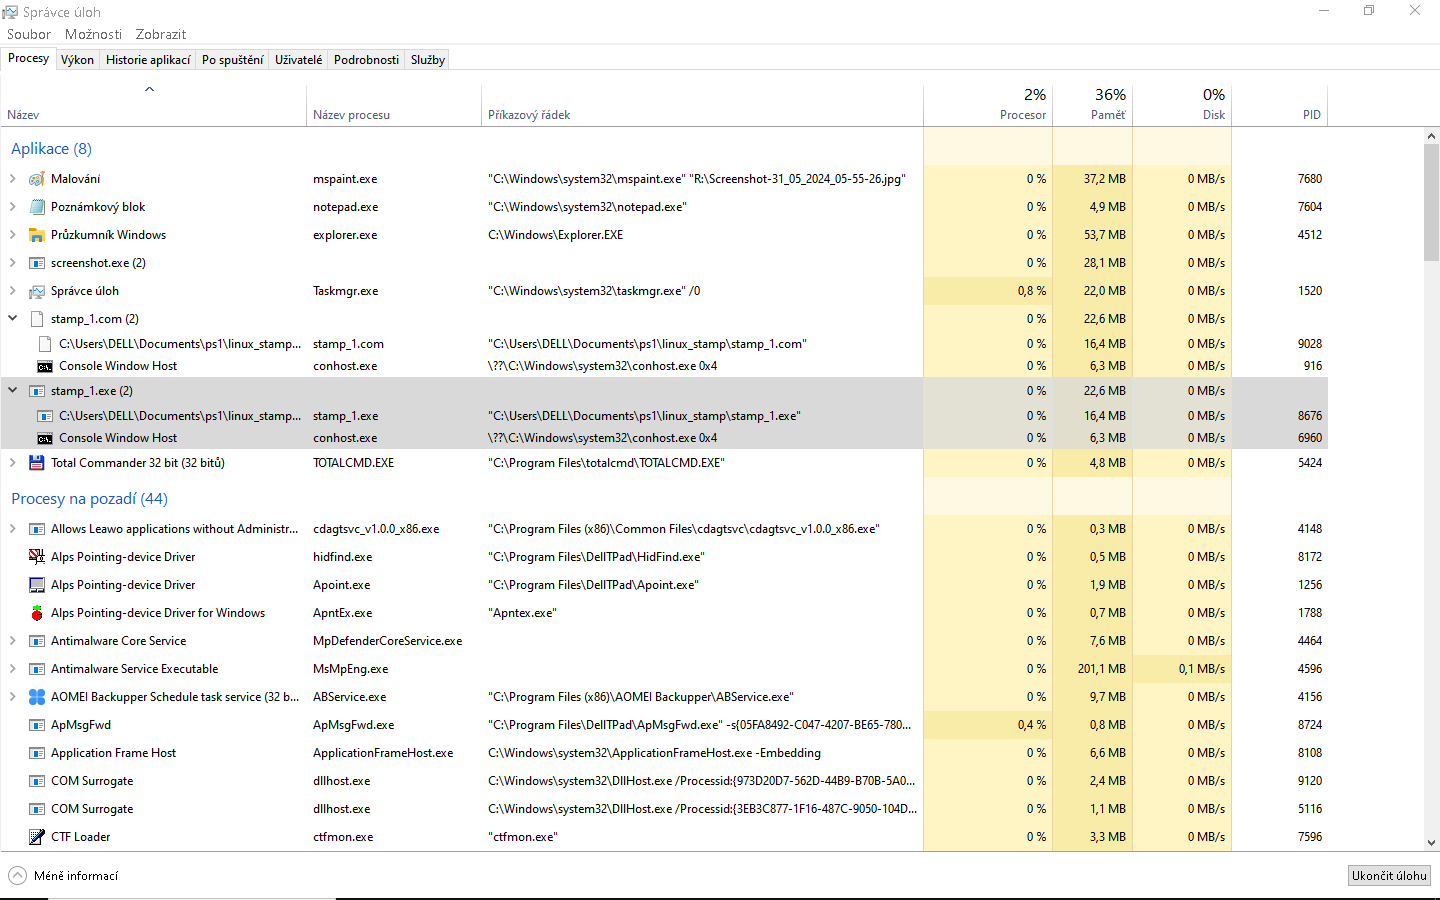 Správce úloh
Soubor Možnosti Zobrazit
Procesy Výkon Historie aplikací Po spuštění Uživatelé Podrobnosti Služby
2% 36% 0%
Název Název procesu Příkazový řádek Procesor Paměť Disk PID
Aplikace (8)
Malování mspaint.exe "C:\Windows\system32\mspaint.exe" "R:\Screenshot-31_05_2024_05-55-26.jpg" 0 % 37,2 MB 0 MB/s 7680
Poznámkový blok notepad.exe "C:\Windows\system32\notepad.exe" 0 % 4,9 MB 0 MB/s 7604
Průzkumník Windows explorer.exe C:\Windows\Explorer.EXE 0 % 53,7 MB 0 MB/s 4512
screenshot.exe (2) 0 % 28,1 MB 0 MB/s
Správce úloh Taskmgr.exe "C:\Windows\system32\taskmgr.exe" /0 0,8 % 22,0 MB 0 MB/s 1520
stamp_1.com (2) 0 % 22,6 MB 0 MB/s
C:\Users\DELL\Documents\ps1\linux_stamp... stamp_1.com "C:\Users\DELL\Documents\ps1\linux_stamp\stamp_1.com" 0 % 16,4 MB 0 MB/s 9028
Console Window Host conhost.exe \??\C:\Windows\system32\conhost.exe 0x4 0 % 6,3 MB 0 MB/s 916
stamp_1.exe (2) 0 % 22,6 MB 0 MB/s
C:\Users\DELL\Documents\ps1\linux_stamp... stamp_1.exe "C:\Users\DELL\Documents\ps1\linux_stamp\stamp_1.exe" 0 % 16,4 MB 0 MB/s 8676
Console Window Host conhost.exe \??\C:\Windows\system32\conhost.exe 0x4 0 % 6,3 MB 0 MB/s 6960
Total Commander 32 bit (32 bitů) TOTALCMD.EXE "C:\Program Files\totalcmd\TOTALCMD.EXE" 0 % 4,8 MB 0 MB/s 5424
Procesy na pozadí (44)
Allows Leawo applications without Administr... cdagtsvc_v1.0.0_x86.exe "C:\Program Files (x86)\Common Files\cdagtsvc\cdagtsvc_v1.0.0_x86.exe" 0 % 0,3 MB 0 MB/s 4148
Alps Pointing-device Driver hidfind.exe "C:\Program Files\DellTPad\HidFind.exe" 0 % 0,5 MB 0 MB/s 8172
Alps Pointing-device Driver Apoint.exe "C:\Program Files\DellTPad\Apoint.exe" 0 % 1,9 MB 0 MB/s 1256
Alps Pointing-device Driver for Windows ApntEx.exe "Apntex.exe" 0 % 0,7 MB 0 MB/s 1788
Antimalware Core Service MpDefenderCoreService.exe 0 % 7,6 MB 0 MB/s 4464
Antimalware Service Executable MsMpEng.exe 0 % 201,1 MB 0,1 MB/s 4596
AOMEI Backupper Schedule task service (32 b... ABService.exe "C:\Program Files (x86)\AOMEI Backupper\ABService.exe" 0 % 9,7 MB 0 MB/s 4156
ApMsgFwd ApMsgFwd.exe "C:\Program Files\DellTPad\ApMsgFwd.exe" -s{05FA8492-C047-4207-BE65-780... 0,4 % 0,8 MB 0 MB/s 8724
Application Frame Host ApplicationFrameHost.exe C:\Windows\system32\ApplicationFrameHost.exe -Embedding 0 % 6,6 MB 0 MB/s 8108
COM Surrogate dllhost.exe C:\Windows\system32\DllHost.exe /Processid:{973D20D7-562D-44B9-B70B-5A0... 0 % 2,4 MB 0 MB/s 9120
COM Surrogate dllhost.exe C:\Windows\system32\DllHost.exe /Processid:{3EB3C877-1F16-487C-9050-104D... 0 % 1,1 MB 0 MB/s 5116
CTF Loader ctfmon.exe "ctfmon.exe" 0 % 3,3 MB 0 MB/s 7596
Méně informací Ukončit úlohu